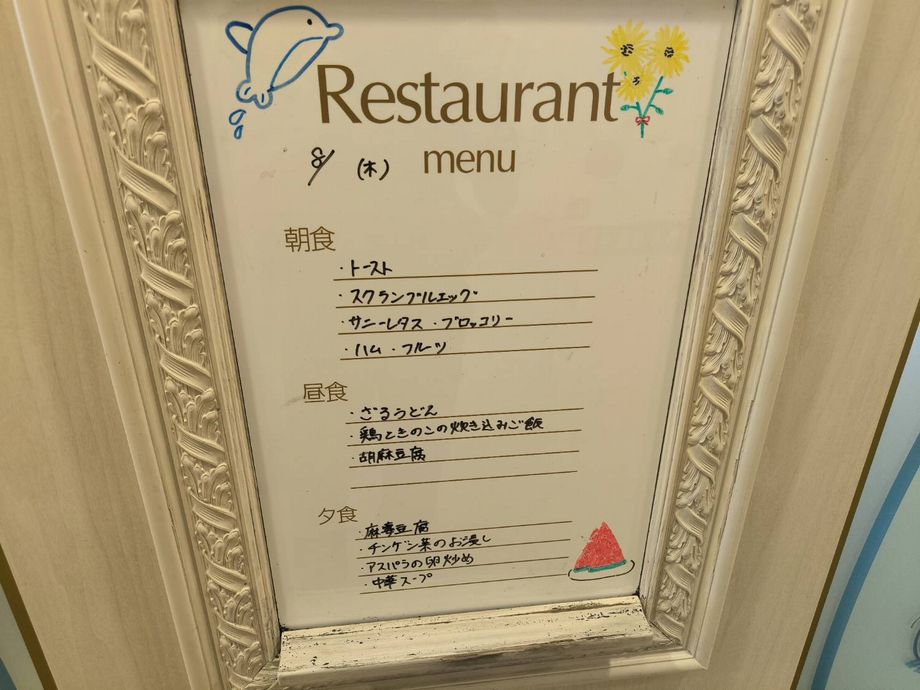 Restaurant
8/ (木) menu
朝食
・トースト
・スクランブルエッグ
・サニーレタス・ブロッコリー
・ハム・フルーツ
昼食
・ざるうどん
・鶏ときのこの炊き込みご飯
・胡麻豆腐
夕食
・麻婆豆腐
・チンゲン菜のお浸し
・アスパラの卵炒め
・中華スープ